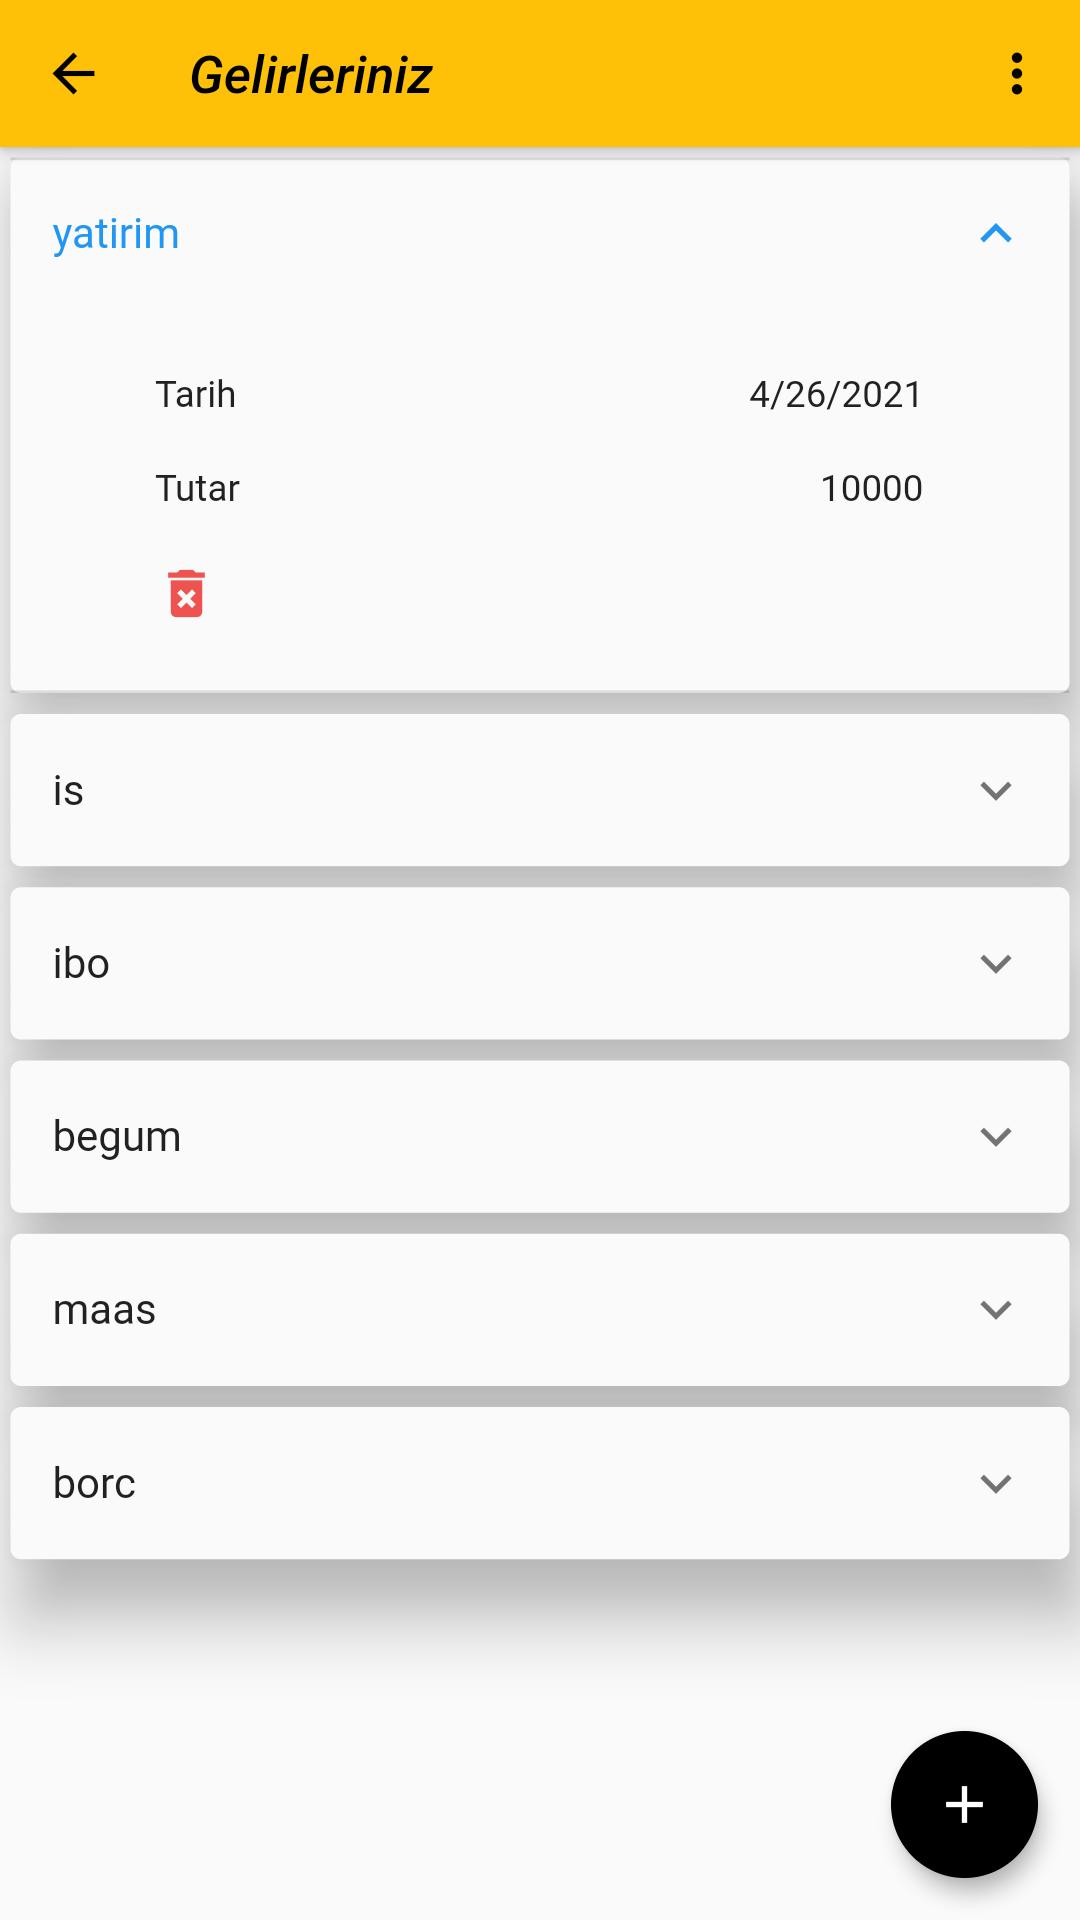 Gelirleriniz
yatirim
Tarih 4/26/2021
Tutar 10000
is
ibo
begum
maas
borc